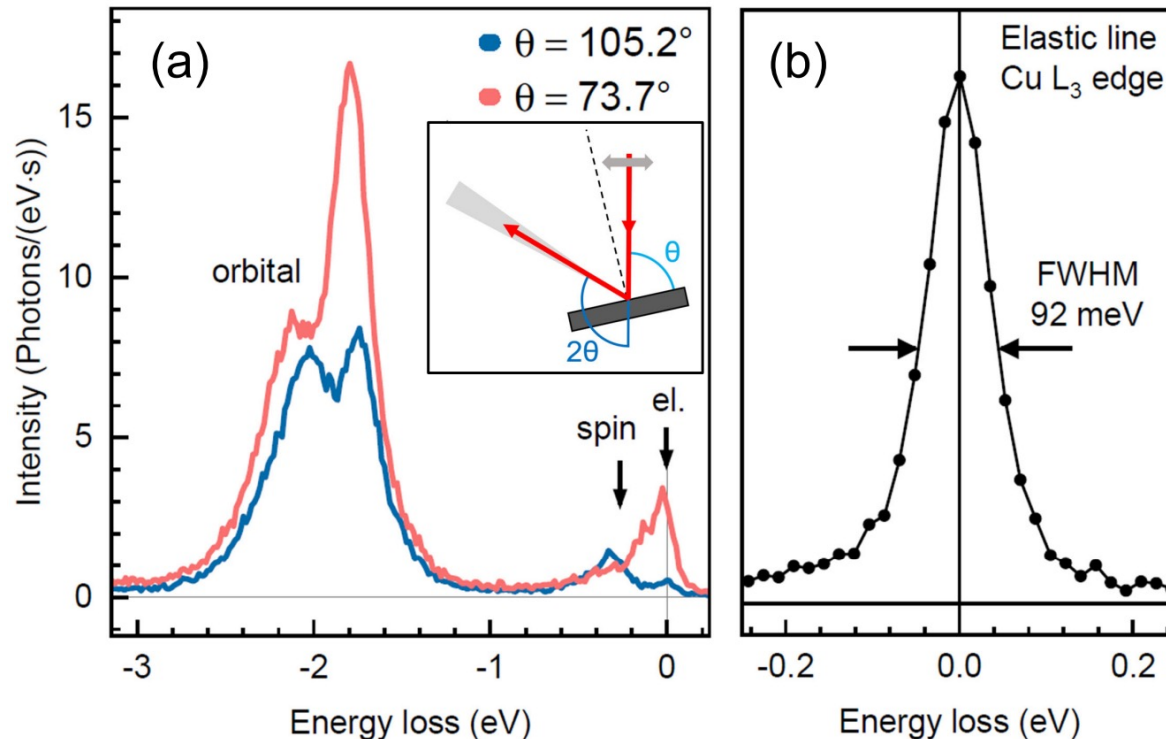 (a)
θ = 105.2°
θ = 73.7°
θ
2θ
orbital
spin
el.
15
10
5
0
-3
-2
-1
0
Intensity (Photons/(eV·s))
Energy loss (eV)
(b)
Elastic line
Cu L₃ edge
FWHM
92 meV
-0.2
0.0
0.2
Energy loss (eV)